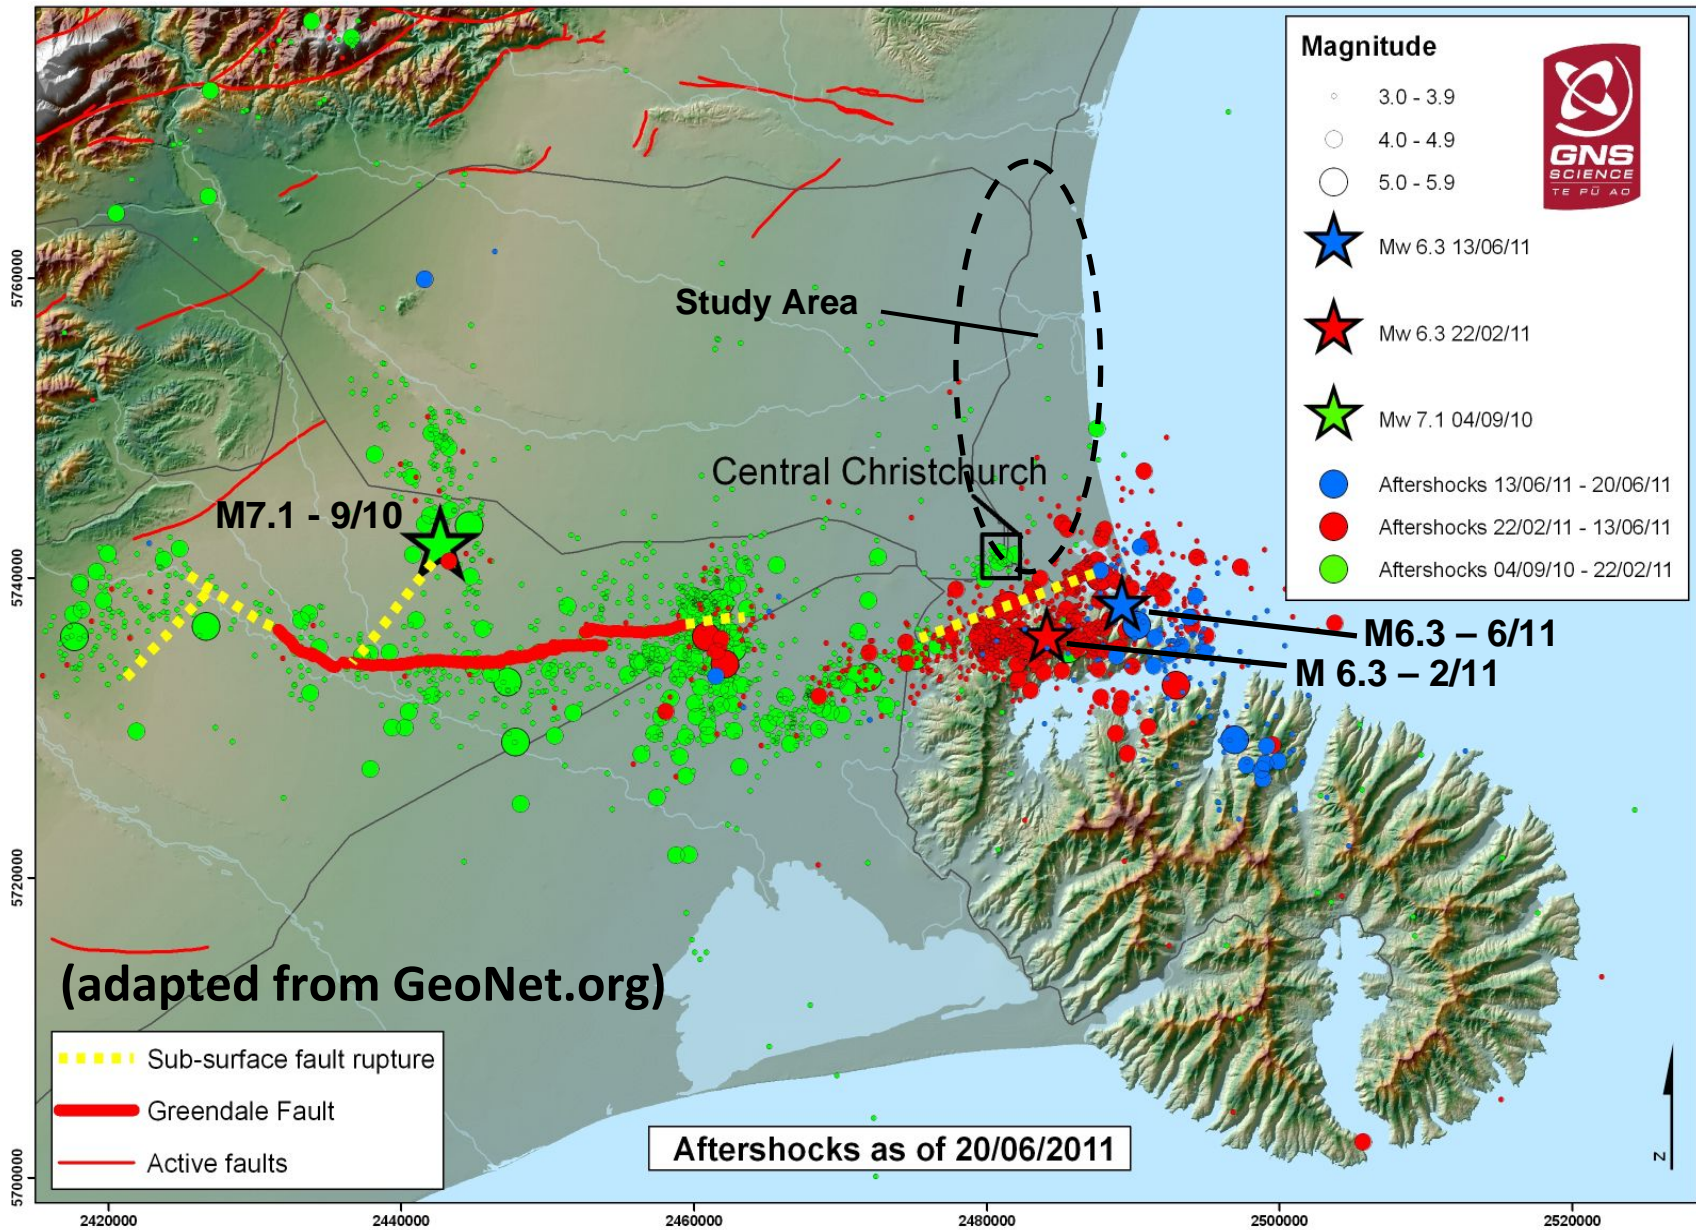 Magnitude
3.0 - 3.9
4.0 - 4.9
5.0 - 5.9
GNS
SCIENCE
TE PŪ AO
Mw 6.3 13/06/11
Mw 6.3 22/02/11
Mw 7.1 04/09/10
Aftershocks 13/06/11 - 20/06/11
Aftershocks 22/02/11 - 13/06/11
Aftershocks 04/09/10 - 22/02/11
Study Area
Central Christchurch
M7.1 - 9/10
M6.3 – 6/11
M 6.3 – 2/11
(adapted from GeoNet.org)
Sub-surface fault rupture
Greendale Fault
Active faults
Aftershocks as of 20/06/2011
N
5760000
5740000
5720000
5700000
2420000
2440000
2460000
2480000
2500000
2520000